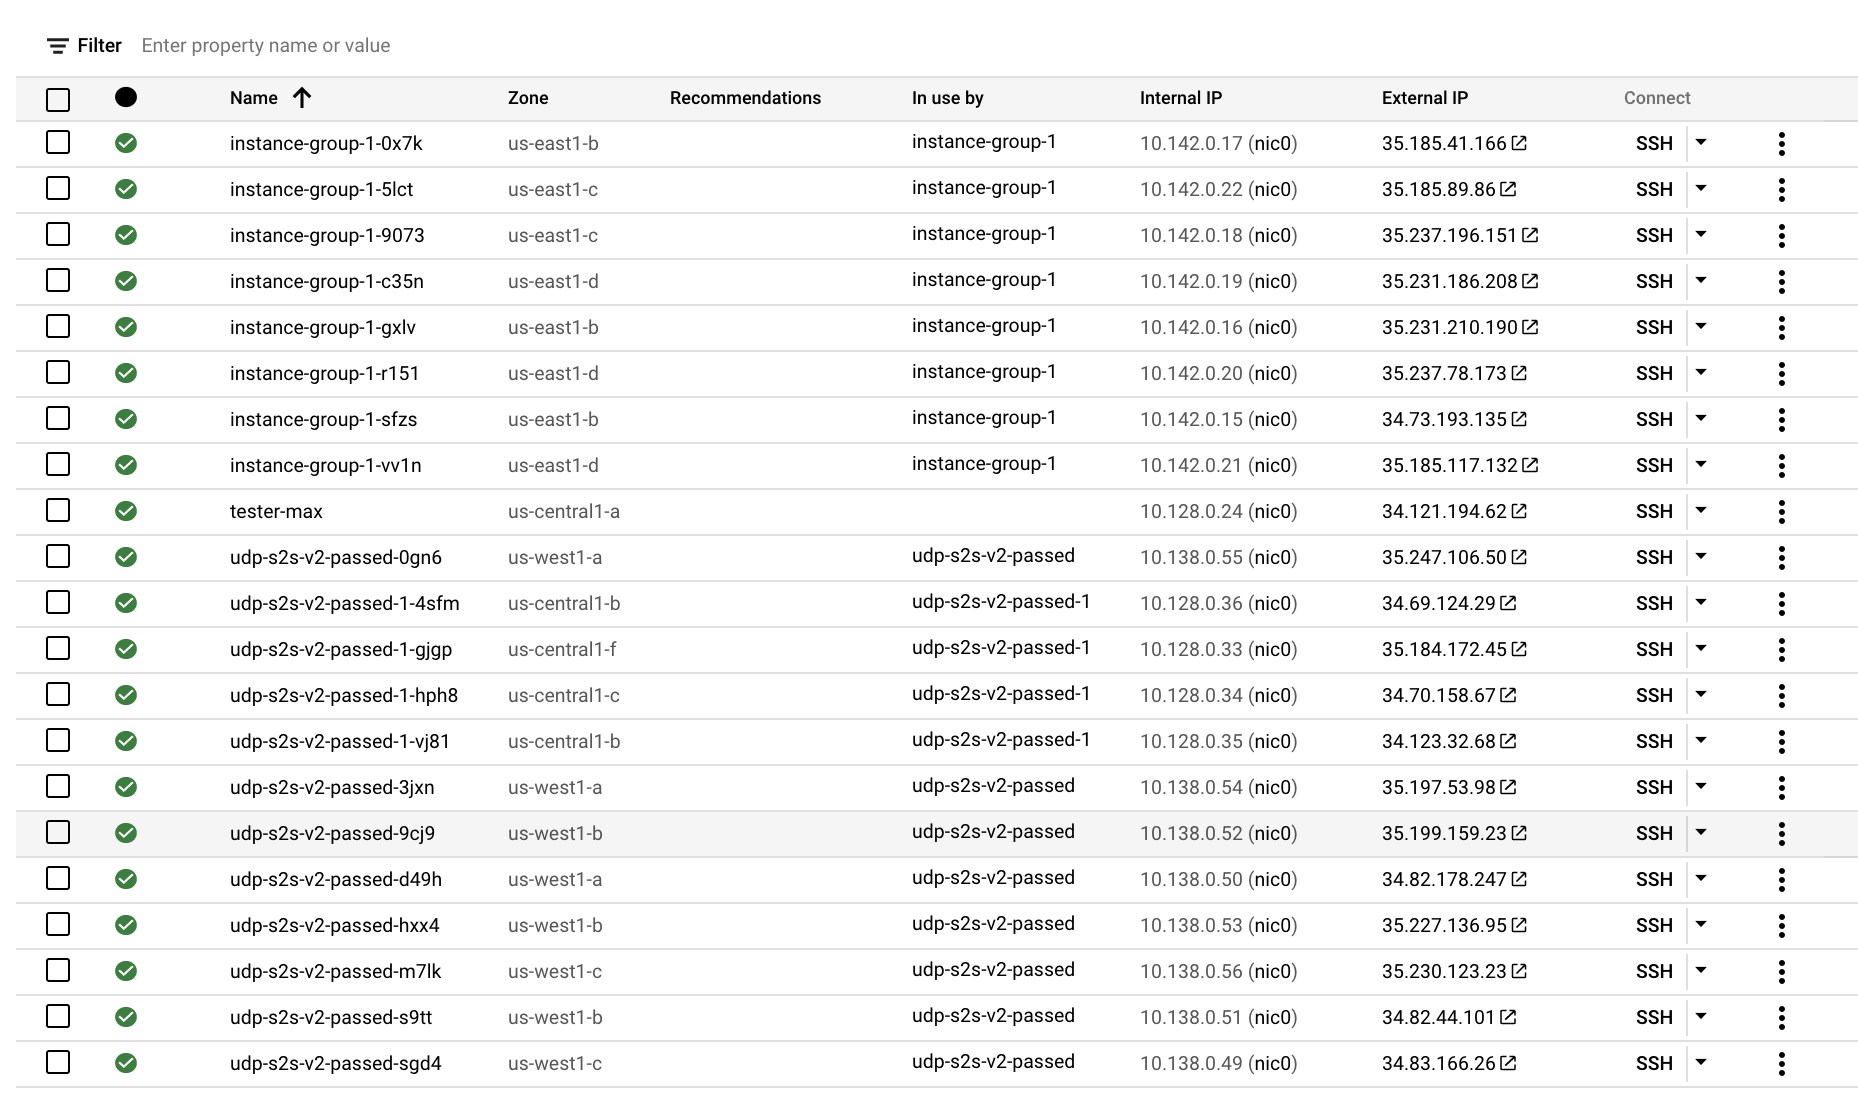 Filter Enter property name or value
Name Zone Recommendations In use by Internal IP External IP Connect
instance-group-1-0x7k us-east1-b instance-group-1 10.142.0.17 (nic0) 35.185.41.166 SSH
instance-group-1-5lct us-east1-c instance-group-1 10.142.0.22 (nic0) 35.185.89.86 SSH
instance-group-1-9073 us-east1-c instance-group-1 10.142.0.18 (nic0) 35.237.196.151 SSH
instance-group-1-c35n us-east1-d instance-group-1 10.142.0.19 (nic0) 35.231.186.208 SSH
instance-group-1-gxlv us-east1-b instance-group-1 10.142.0.16 (nic0) 35.231.210.190 SSH
instance-group-1-r151 us-east1-d instance-group-1 10.142.0.20 (nic0) 35.237.78.173 SSH
instance-group-1-sfzs us-east1-b instance-group-1 10.142.0.15 (nic0) 34.73.193.135 SSH
instance-group-1-vv1n us-east1-d instance-group-1 10.142.0.21 (nic0) 35.185.117.132 SSH
tester-max us-central1-a 10.128.0.24 (nic0) 34.121.194.62 SSH
udp-s2s-v2-passed-0gn6 us-west1-a udp-s2s-v2-passed 10.138.0.55 (nic0) 35.247.106.50 SSH
udp-s2s-v2-passed-1-4sfm us-central1-b udp-s2s-v2-passed-1 10.128.0.36 (nic0) 34.69.124.29 SSH
udp-s2s-v2-passed-1-gjgp us-central1-f udp-s2s-v2-passed-1 10.128.0.33 (nic0) 35.184.172.45 SSH
udp-s2s-v2-passed-1-hph8 us-central1-c udp-s2s-v2-passed-1 10.128.0.34 (nic0) 34.70.158.67 SSH
udp-s2s-v2-passed-1-vj81 us-central1-b udp-s2s-v2-passed-1 10.128.0.35 (nic0) 34.123.32.68 SSH
udp-s2s-v2-passed-3jxn us-west1-a udp-s2s-v2-passed 10.138.0.54 (nic0) 35.197.53.98 SSH
udp-s2s-v2-passed-9cj9 us-west1-b udp-s2s-v2-passed 10.138.0.52 (nic0) 35.199.159.23 SSH
udp-s2s-v2-passed-d49h us-west1-a udp-s2s-v2-passed 10.138.0.50 (nic0) 34.82.178.247 SSH
udp-s2s-v2-passed-hxx4 us-west1-b udp-s2s-v2-passed 10.138.0.53 (nic0) 35.227.136.95 SSH
udp-s2s-v2-passed-m7lk us-west1-c udp-s2s-v2-passed 10.138.0.56 (nic0) 35.230.123.23 SSH
udp-s2s-v2-passed-s9tt us-west1-b udp-s2s-v2-passed 10.138.0.51 (nic0) 34.82.44.101 SSH
udp-s2s-v2-passed-sgd4 us-west1-c udp-s2s-v2-passed 10.138.0.49 (nic0) 34.83.166.26 SSH